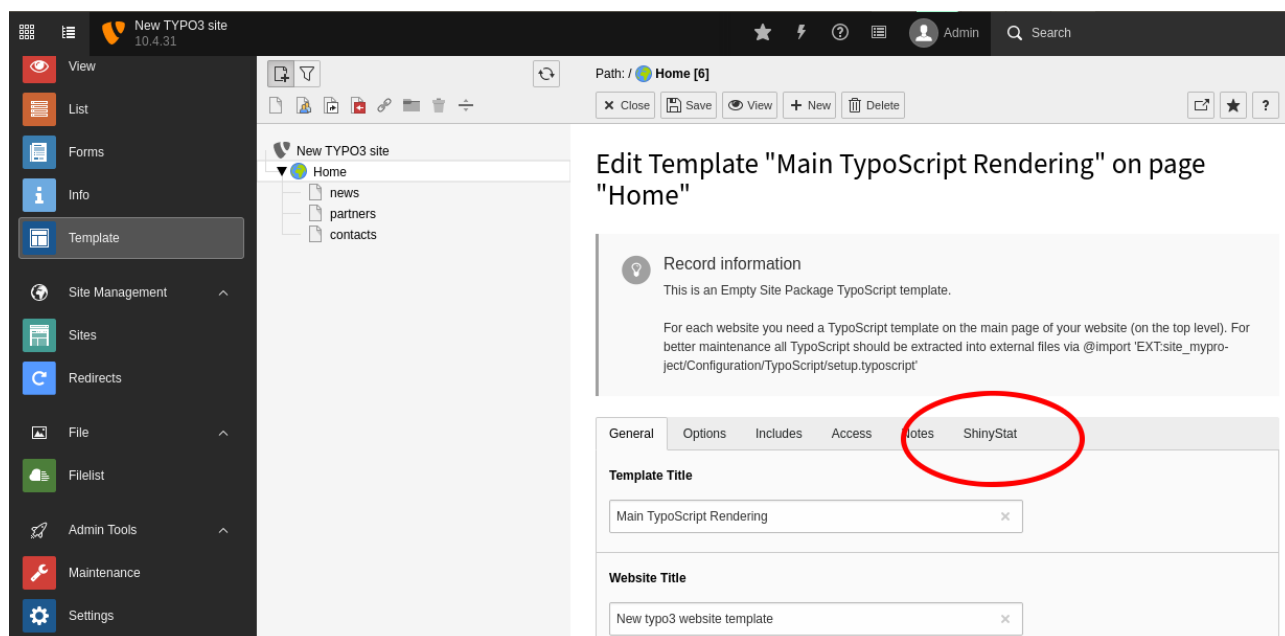 New TYPO3 site
10.4.31
Admin
Search
View
List
Forms
Info
Template
Site Management
Sites
Redirects
File
Filelist
Admin Tools
Maintenance
Settings
New TYPO3 site
Home
news
partners
contacts
Path: / Home [6]
Close Save View New Delete
Edit Template "Main TypoScript Rendering" on page
"Home"
Record information
This is an Empty Site Package TypoScript template.
For each website you need a TypoScript template on the main page of your website (on the top level). For
better maintenance all TypoScript should be extracted into external files via @import 'EXT:site_mypro-
ject/Configuration/TypoScript/setup.typoscript'
General Options Includes Access Notes ShinyStat
Template Title
Main TypoScript Rendering
Website Title
New typo3 website template